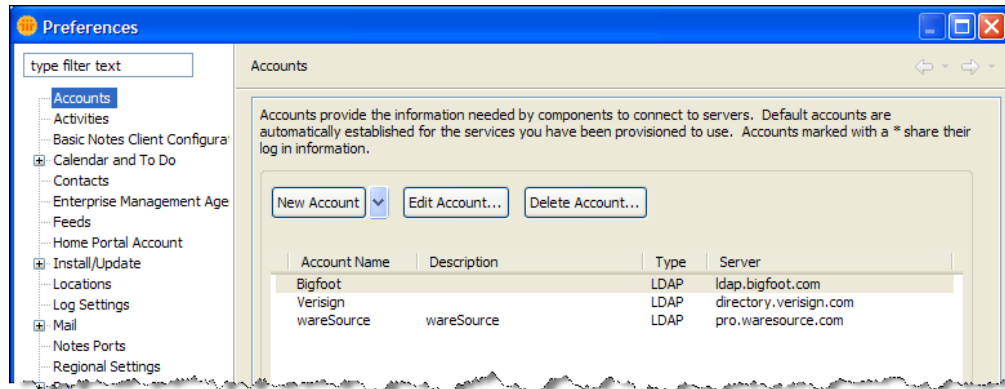 Preferences
type filter text
Accounts
Accounts
Activities
Basic Notes Client Configurat
Calendar and To Do
Contacts
Enterprise Management Age
Feeds
Home Portal Account
Install/Update
Locations
Log Settings
Mail
Notes Ports
Regional Settings
Accounts provide the information needed by components to connect to servers. Default accounts are
automatically established for the services you have been provisioned to use. Accounts marked with a * share their
log in information.
New Account Edit Account... Delete Account...
Account Name Description Type Server
Bigfoot LDAP ldap.bigfoot.com
Verisign LDAP directory.verisign.com
wareSource wareSource LDAP pro.waresource.com